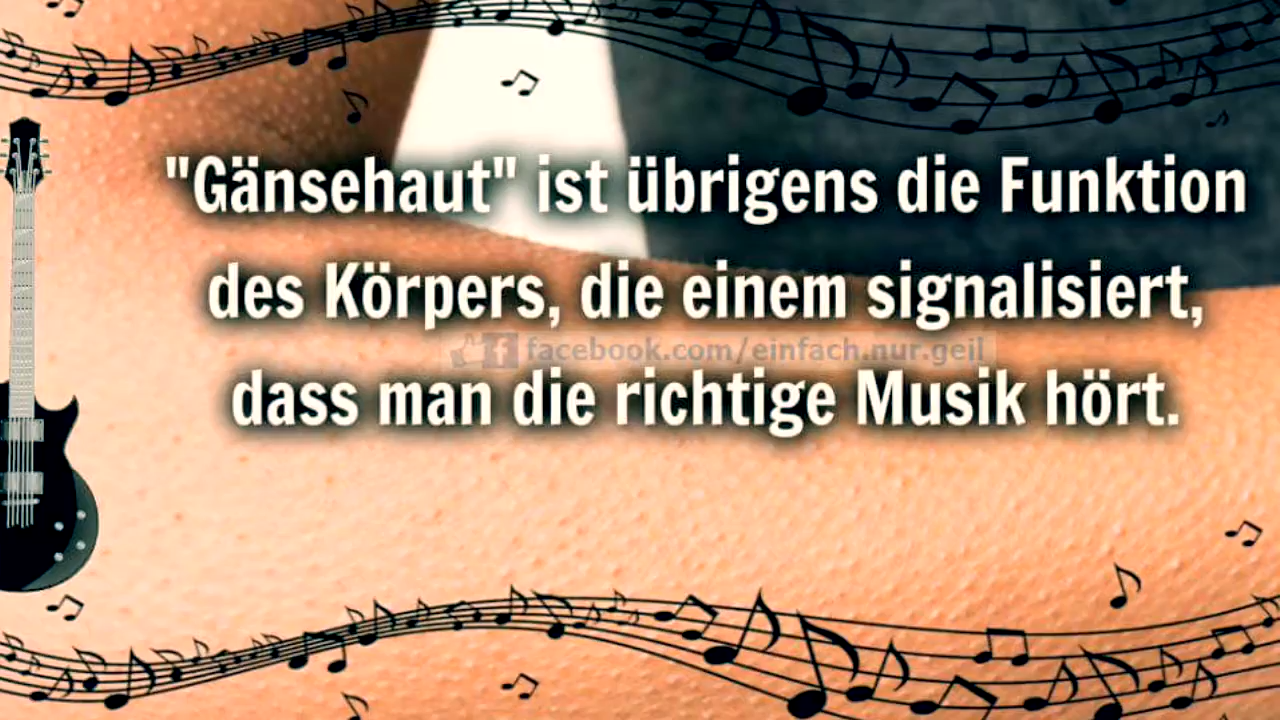 "Gänsehaut" ist übrigens die Funktion
des Körpers, die einem signalisiert,
facebook.com/einfach.nur.geil
dass man die richtige Musik hört.